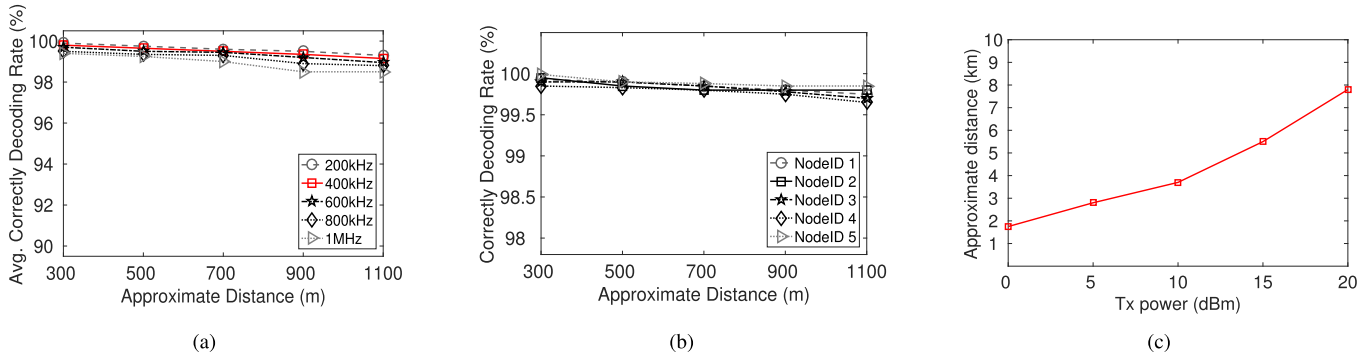 Avg. Correctly Decoding Rate (%)
100
98
96
94
92
90
300 500 700 900 1100
Approximate Distance (m)
200kHz
400kHz
600kHz
800kHz
1MHz
(a)
Correctly Decoding Rate (%)
100
99.5
99
98.5
98
300 500 700 900 1100
Approximate Distance (m)
NodeID 1
NodeID 2
NodeID 3
NodeID 4
NodeID 5
(b)
Approximate distance (km)
10
9
8
7
6
5
4
3
2
1
0 5 10 15 20
Tx power (dBm)
(c)